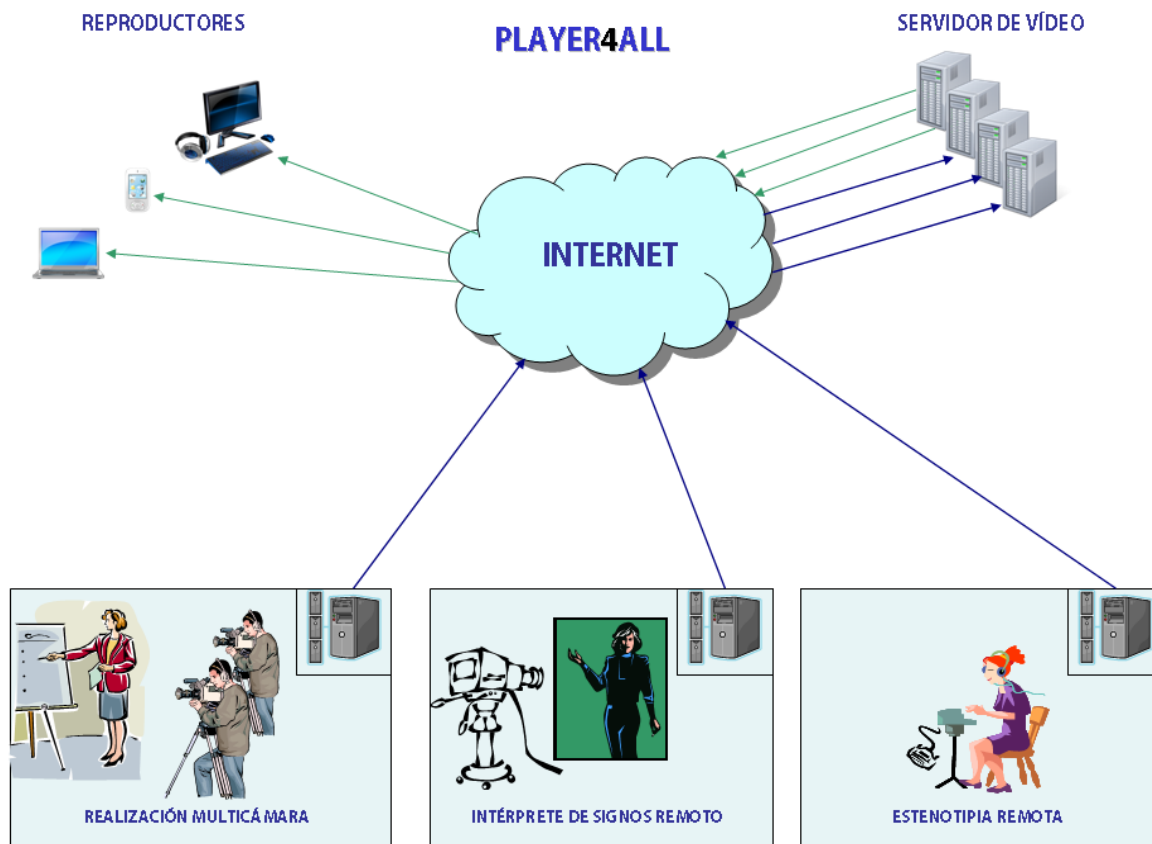 REPRODUCTORES
PLAYER4ALL
SERVIDOR DE VÍDEO
INTERNET
REALIZACIÓN MULTICÁMARA
INTÉRPRETE DE SIGNOS REMOTO
ESTENOTIPIA REMOTA